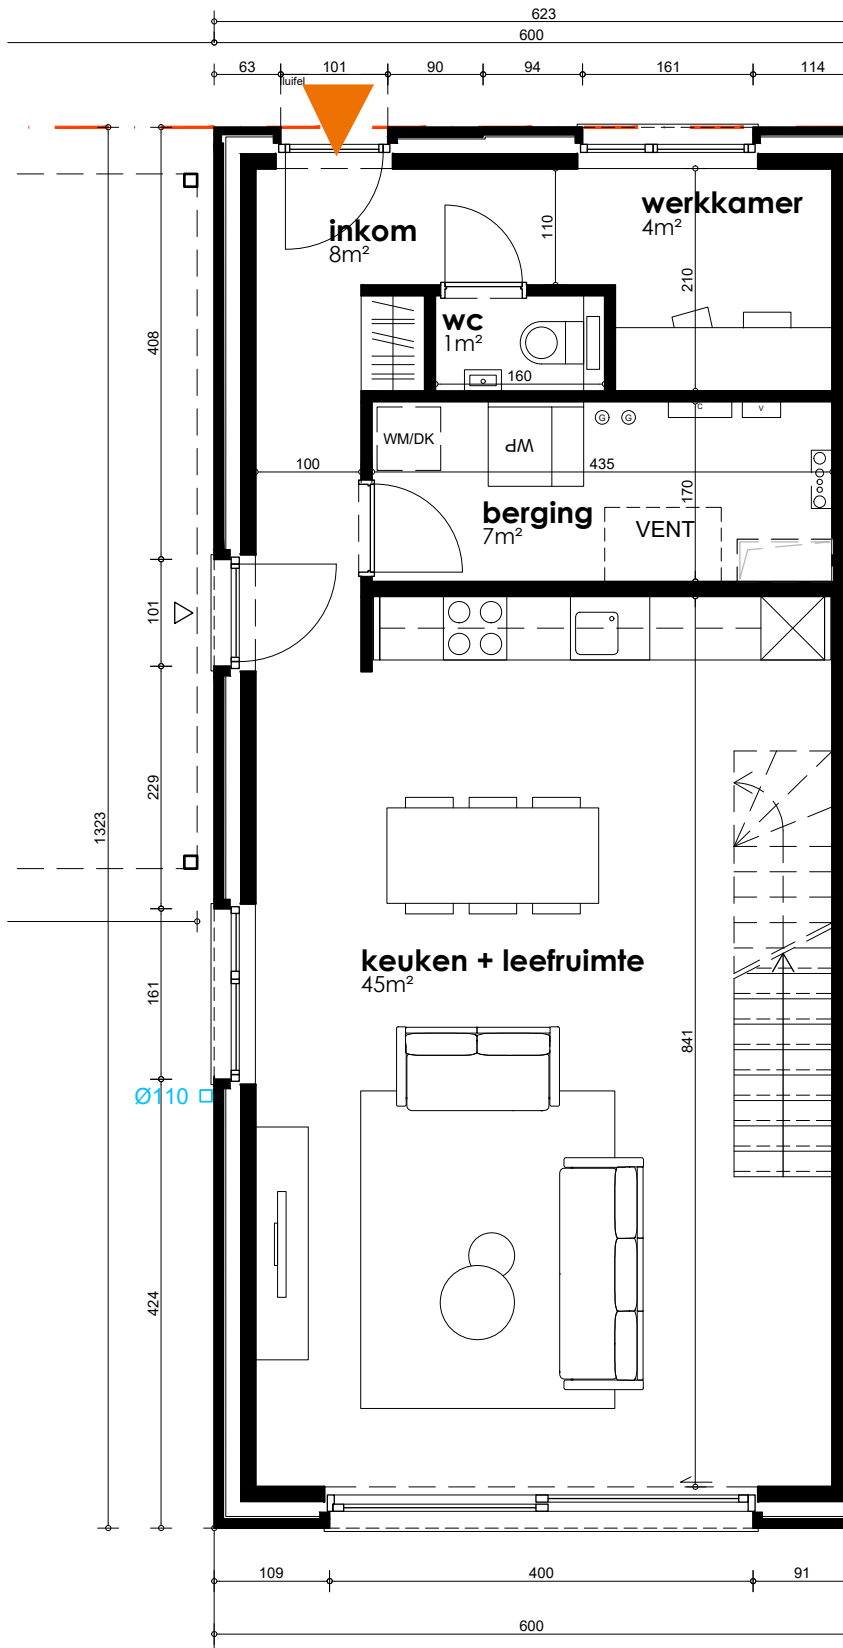 623
600
63
101
90
94
161
114
luifel
werkkamer
4m²
inkom
8m²
110
210
wc
1m²
160
408
WM/DK
WP
G
G
C
V
100
435
170
berging
7m²
VENT
101
229
1323
keuken + leefruimte
45m²
161
841
Ø110
424
109
400
91
600